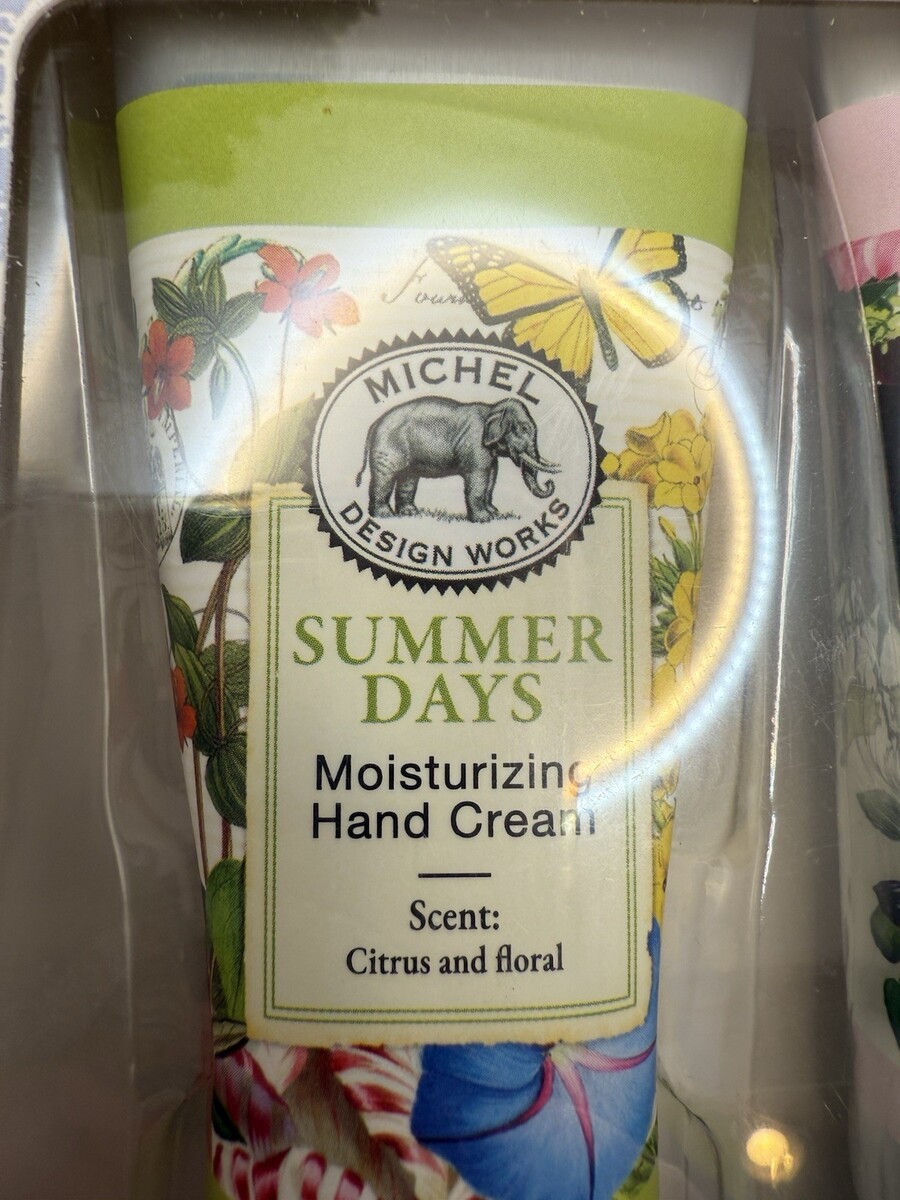 MICHEL
DESIGN WORKS
SUMMER
DAYS
Moisturizing
Hand Cream
Scent:
Citrus and floral